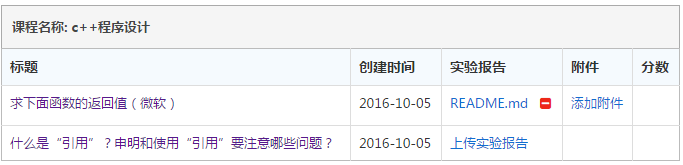 课程名称: c++程序设计
标题 创建时间 实验报告 附件 分数
求下面函数的返回值（微软） 2016-10-05 README.md 添加附件
什么是“引用”？申明和使用“引用”要注意哪些问题？ 2016-10-05 上传实验报告